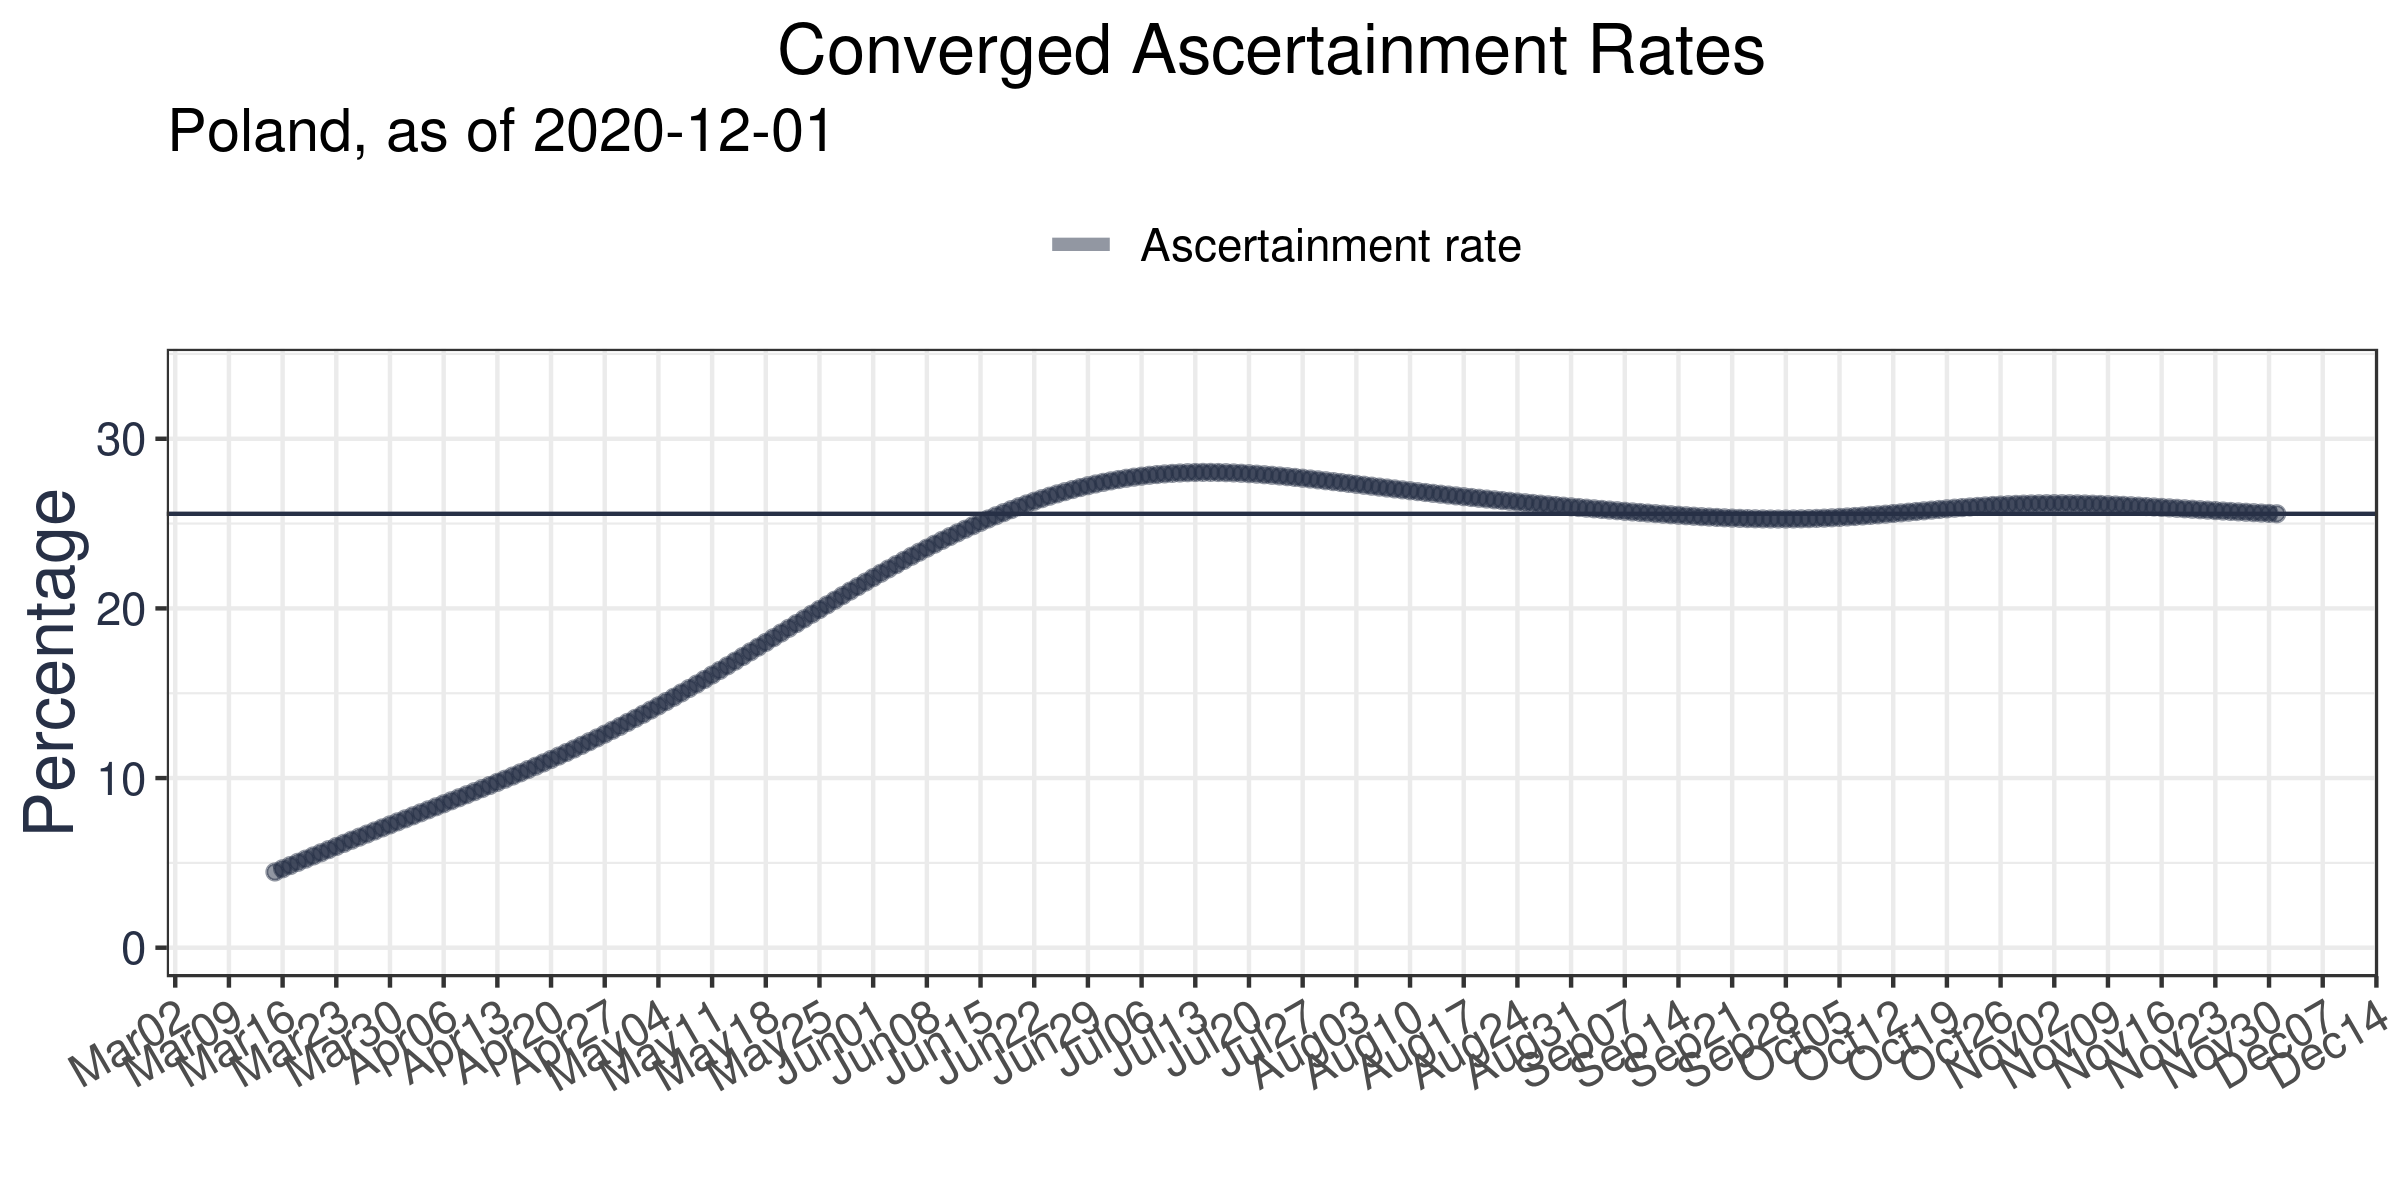 Converged Ascertainment Rates
Poland, as of 2020-12-01
Ascertainment rate
Percentage
30
20
10
0
Mar02 Mar09 Mar16 Mar23 Mar30 Apr06 Apr13 Apr20 Apr27 May04 May11 May18 May25 Jun01 Jun08 Jun15 Jun22 Jun29 Jul06 Jul13 Jul20 Jul27 Aug03 Aug10 Aug17 Aug24 Aug31 Sep07 Sep14 Sep21 Sep28 Oct05 Oct12 Oct19 Oct26 Nov02 Nov09 Nov16 Nov23 Nov30 Dec07 Dec14